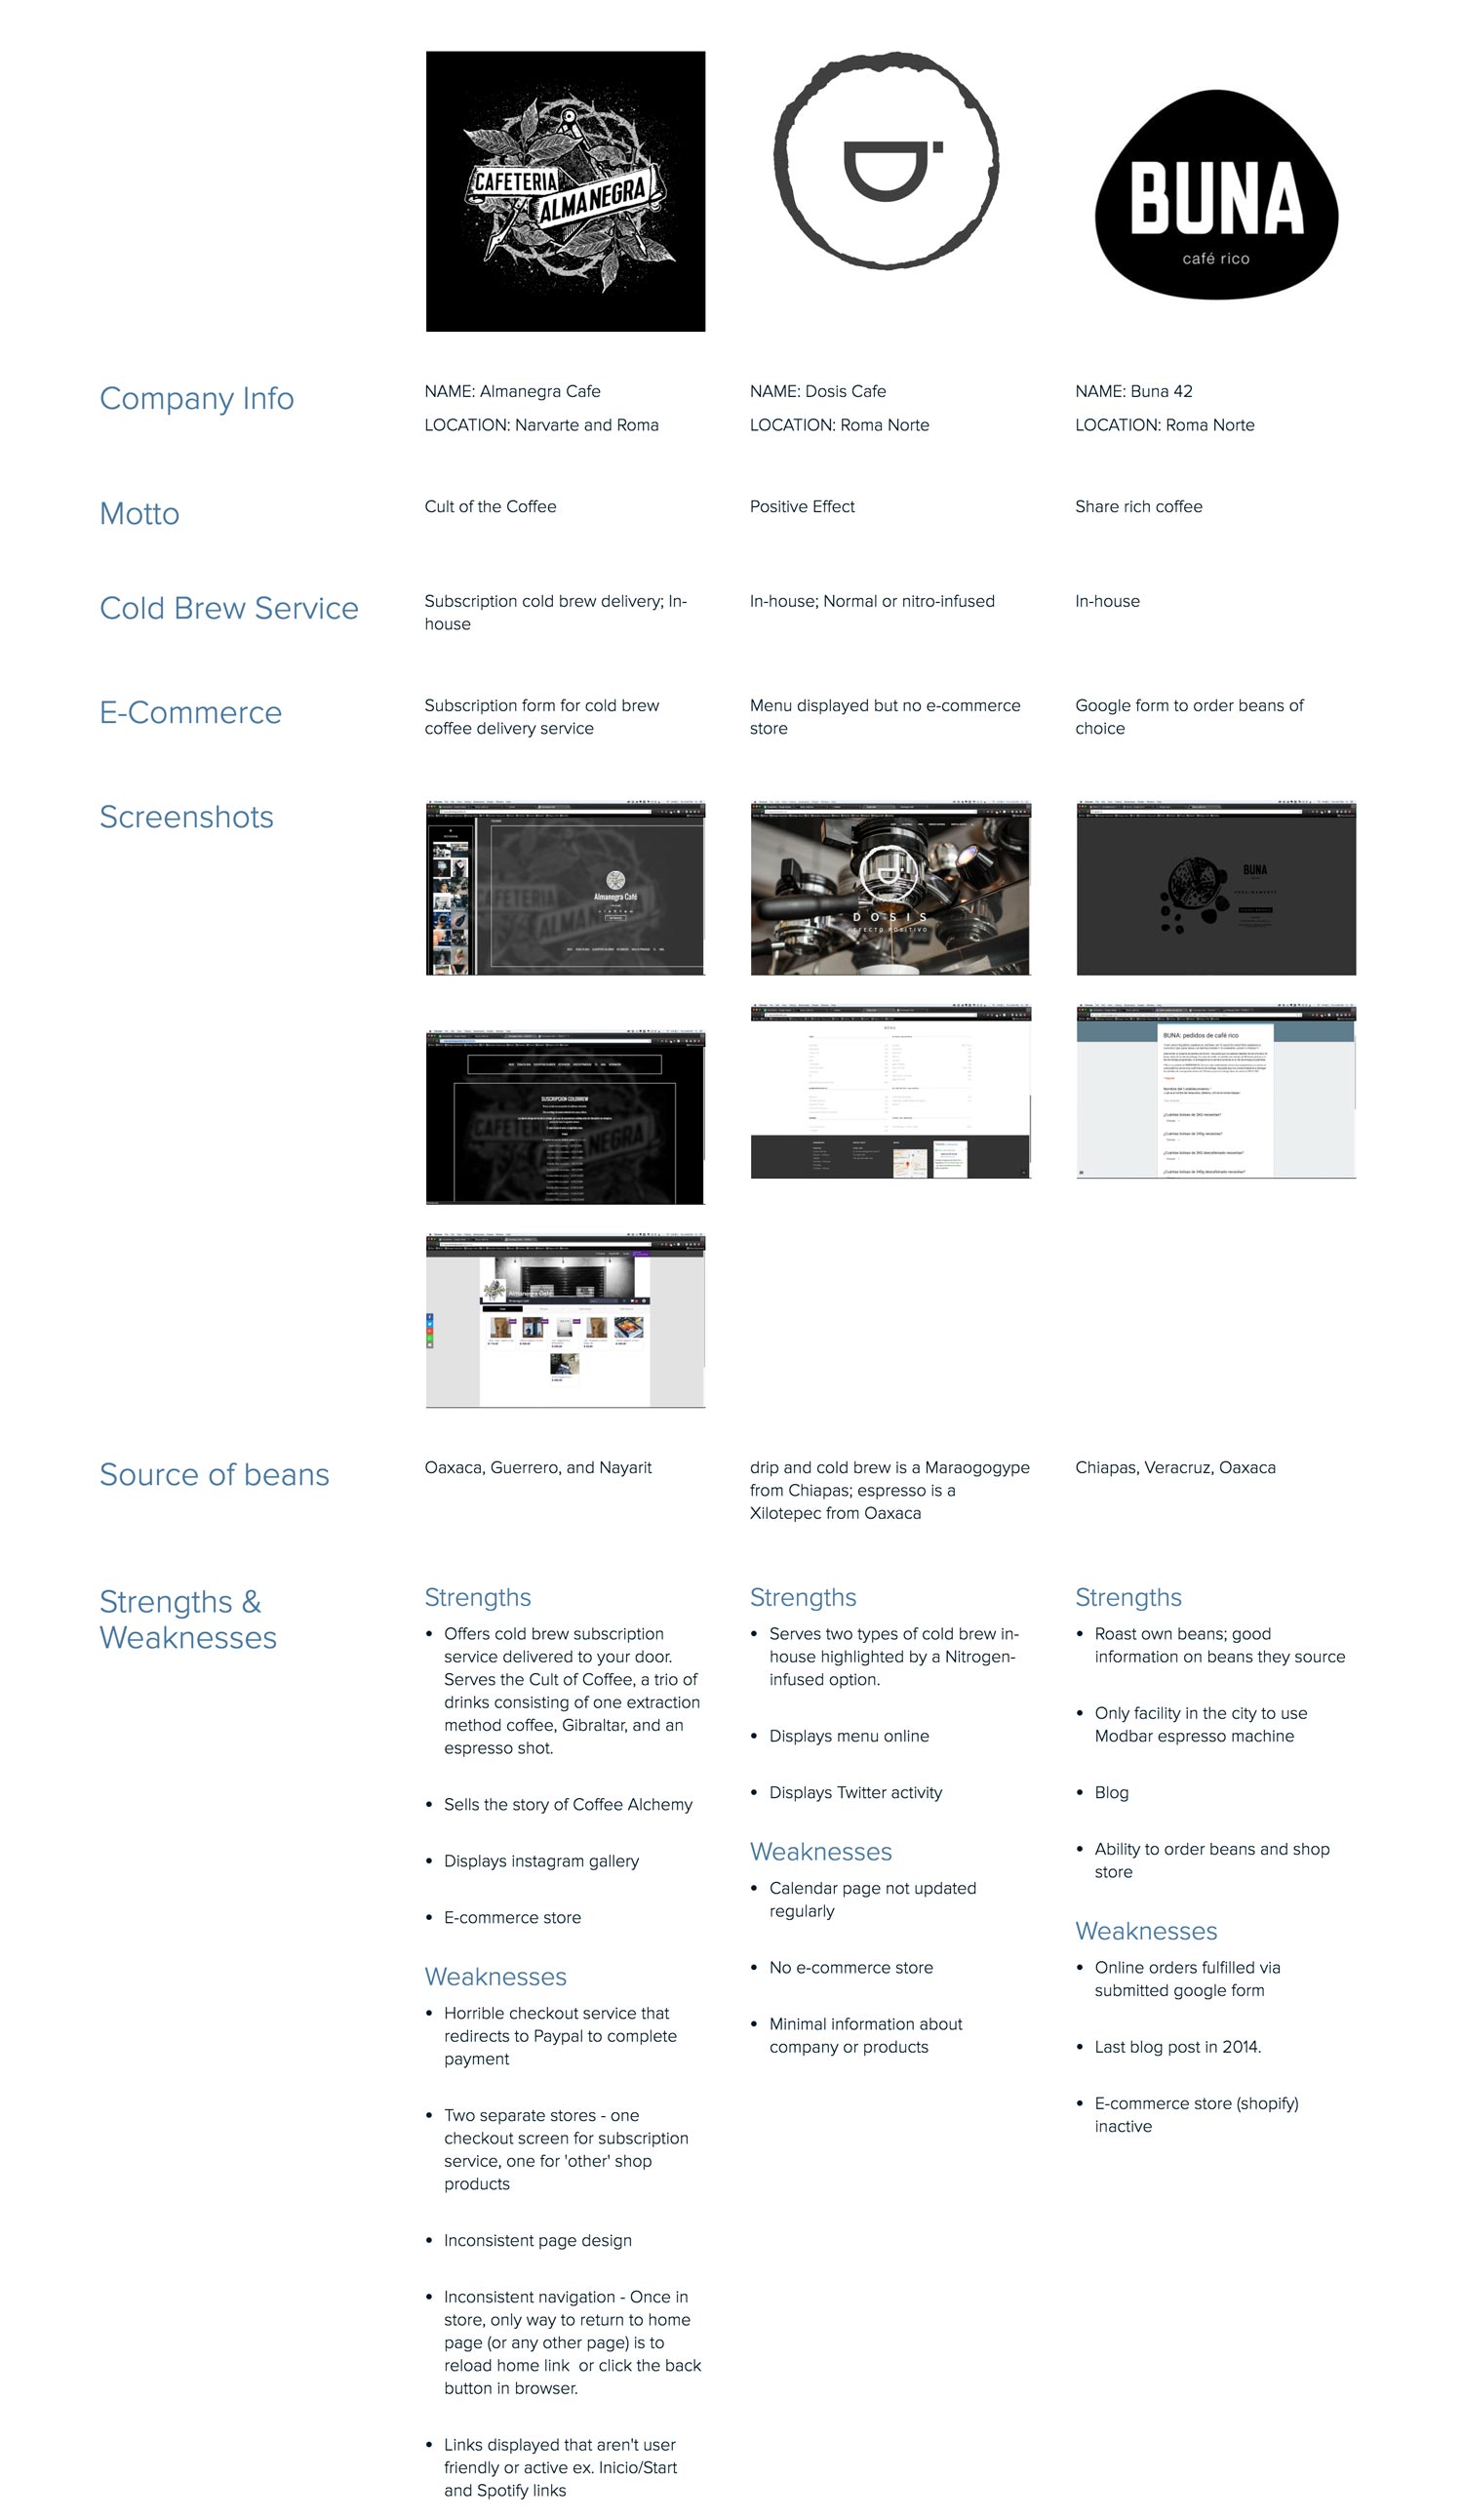 CAFETERIA
ALMANEGRA
BUNA
café rico
Company Info
NAME: Almanegra Cafe
LOCATION: Narvarte and Roma
NAME: Dosis Cafe
LOCATION: Roma Norte
NAME: Buna 42
LOCATION: Roma Norte
Motto
Cult of the Coffee
Positive Effect
Share rich coffee
Cold Brew Service
Subscription cold brew delivery; In-
house
In-house; Normal or nitro-infused
In-house
E-Commerce
Subscription form for cold brew
coffee delivery service
Menu displayed but no e-commerce
store
Google form to order beans of
choice
Screenshots
Almanegra Café
DOSIS
EFECTO POSITIVO
BUNA
SUSCRIPCION COLDBREW
MENU
BUNA: pedidos de café rico
Almanegra Café
Source of beans
Oaxaca, Guerrero, and Nayarit
drip and cold brew is a Maraogogype
from Chiapas; espresso is a
Xilotepec from Oaxaca
Chiapas, Veracruz, Oaxaca
Strengths &
Weaknesses
Strengths
• Offers cold brew subscription
service delivered to your door.
Serves the Cult of Coffee, a trio of
drinks consisting of one extraction
method coffee, Gibraltar, and an
espresso shot.
• Sells the story of Coffee Alchemy
• Displays instagram gallery
• E-commerce store
Weaknesses
• Horrible checkout service that
redirects to Paypal to complete
payment
• Two separate stores - one
checkout screen for subscription
service, one for 'other' shop
products
• Inconsistent page design
• Inconsistent navigation - Once in
store, only way to return to home
page (or any other page) is to
reload home link  or click the back
button in browser.
• Links displayed that aren't user
friendly or active ex. Inicio/Start
and Spotify links
Strengths
• Serves two types of cold brew in-
house highlighted by a Nitrogen-
infused option.
• Displays menu online
• Displays Twitter activity
Weaknesses
• Calendar page not updated
regularly
• No e-commerce store
• Minimal information about
company or products
Strengths
• Roast own beans; good
information on beans they source
• Only facility in the city to use
Modbar espresso machine
• Blog
• Ability to order beans and shop
store
Weaknesses
• Online orders fulfilled via
submitted google form
• Last blog post in 2014.
• E-commerce store (shopify)
inactive